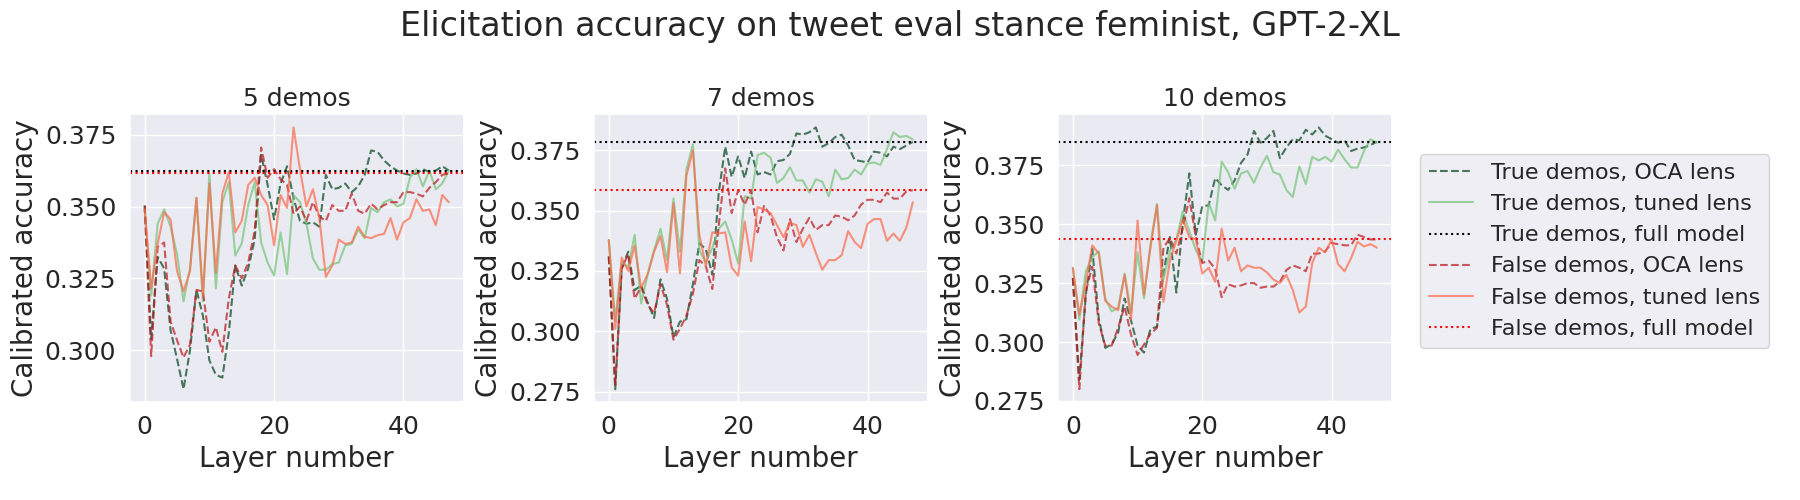 Elicitation accuracy on tweet eval stance feminist, GPT-2-XL
5 demos
Calibrated accuracy
0.375
0.350
0.325
0.300
0
20
40
Layer number
7 demos
Calibrated accuracy
0.375
0.350
0.325
0.300
0.275
0
20
40
Layer number
10 demos
Calibrated accuracy
0.375
0.350
0.325
0.300
0.275
0
20
40
Layer number
True demos, OCA lens
True demos, tuned lens
True demos, full model
False demos, OCA lens
False demos, tuned lens
False demos, full model